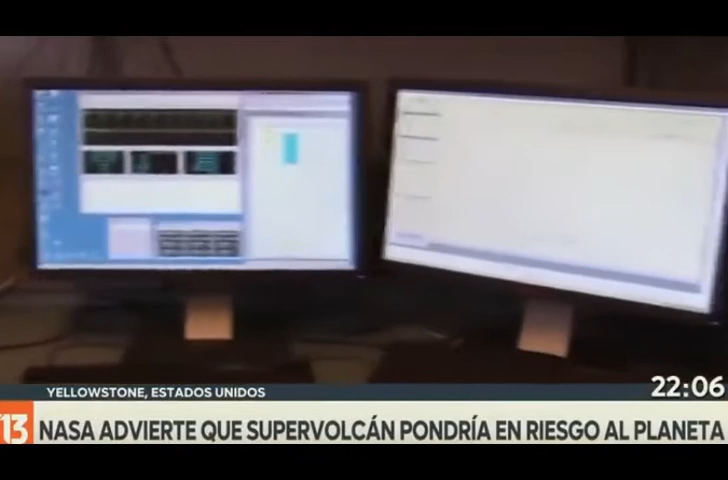 YELLOWSTONE, ESTADOS UNIDOS
22:06
13
NASA ADVIERTE QUE SUPERVOLCÁN PONDRÍA EN RIESGO AL PLANETA